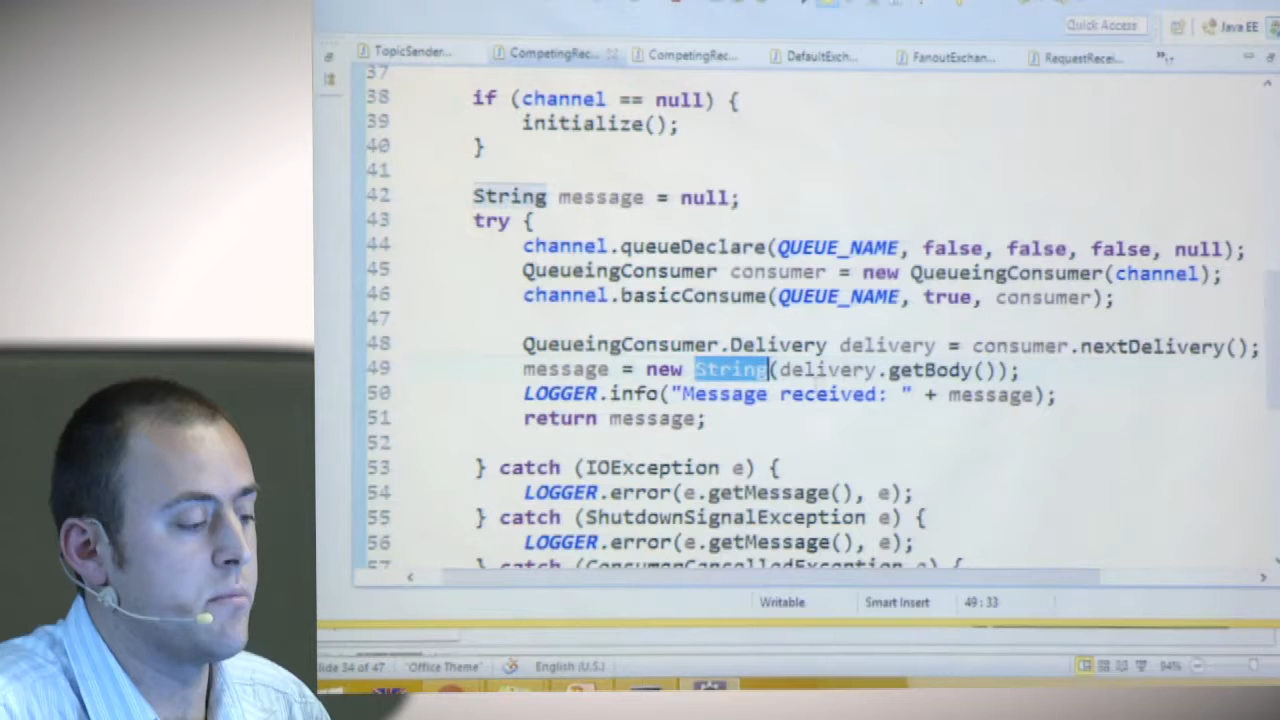 Quick Access
Java EE
TopicSender...
CompetingRec...
CompetingRec...
DefaultExch...
FanoutExchan...
RequestRecei...
37
38 if (channel == null) {
39 initialize();
40 }
41
42 String message = null;
43 try {
44 channel.queueDeclare(QUEUE_NAME, false, false, false, null);
45 QueueingConsumer consumer = new QueueingConsumer(channel);
46 channel.basicConsume(QUEUE_NAME, true, consumer);
47
48 QueueingConsumer.Delivery delivery = consumer.nextDelivery();
49 message = new String(delivery.getBody());
50 LOGGER.info("Message received: " + message);
51 return message;
52
53 } catch (IOException e) {
54 LOGGER.error(e.getMessage(), e);
55 } catch (ShutdownSignalException e) {
56 LOGGER.error(e.getMessage(), e);
57 } catch (ConsumerCancelledException e) {
Writable
Smart Insert
49 : 33
lide 34 of 47
"Office Theme"
English (U.S.)
94%